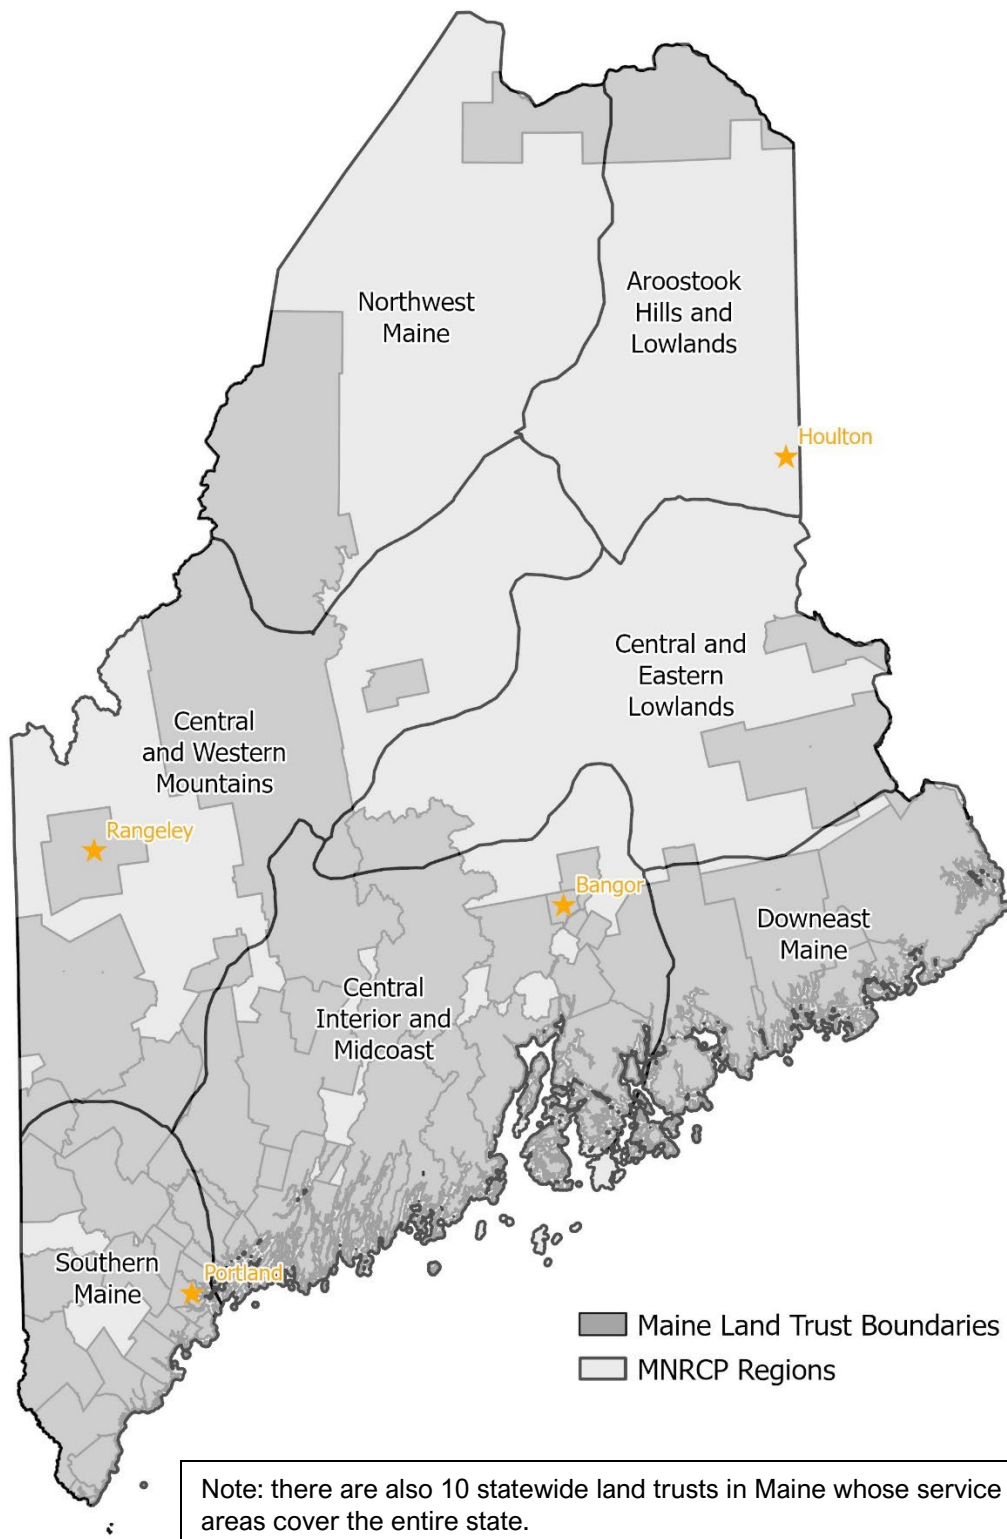 Northwest
Maine
Aroostook
Hills and
Lowlands
Houlton
Central and
Eastern
Lowlands
Central
and Western
Mountains
Rangeley
Bangor
Downeast
Maine
Central
Interior and
Midcoast
Southern
Maine
Portland
Maine Land Trust Boundaries
MNRCP Regions
Note: there are also 10 statewide land trusts in Maine whose service
areas cover the entire state.